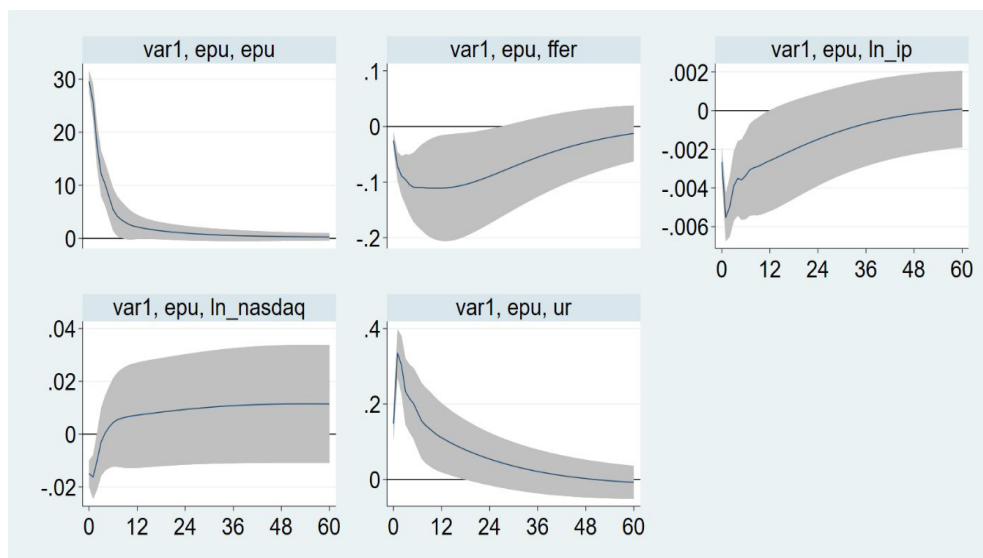 var1, epu, epu
30
20
10
0
var1, epu, ffer
.1
0
-.1
-.2
var1, epu, ln_ip
.002
0
-.002
-.004
-.006
0 12 24 36 48 60
var1, epu, ln_nasdaq
.04
.02
0
-.02
0 12 24 36 48 60
var1, epu, ur
.4
.2
0
0 12 24 36 48 60